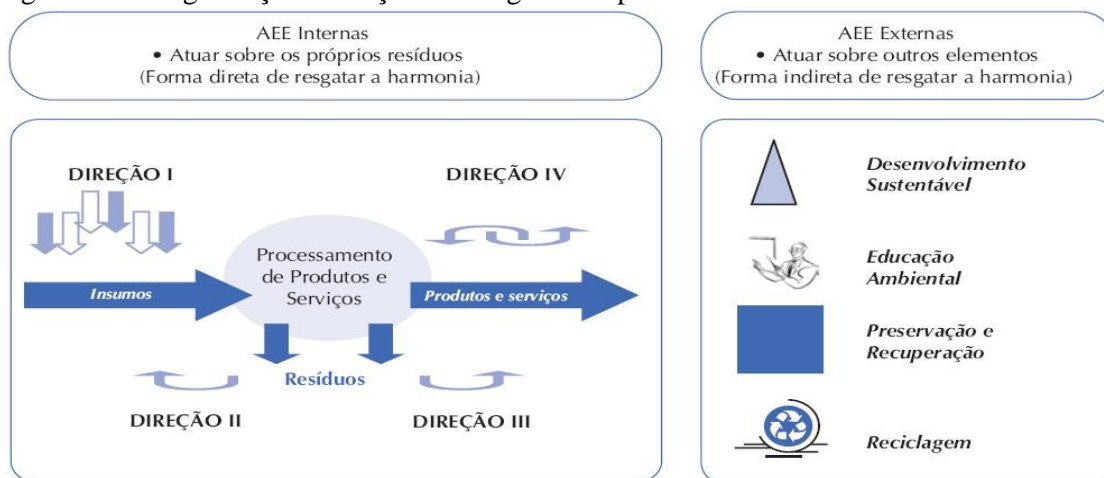 AEE Internas
• Atuar sobre os próprios resíduos
(Forma direta de resgatar a harmonia)
AEE Externas
• Atuar sobre outros elementos
(Forma indireta de resgatar a harmonia)
DIREÇÃO I
DIREÇÃO IV
Processamento
de Produtos e
Serviços
Insumos
Produtos e serviços
Resíduos
DIREÇÃO II
DIREÇÃO III
Desenvolvimento
Sustentável
Educação
Ambiental
Preservação e
Recuperação
Reciclagem